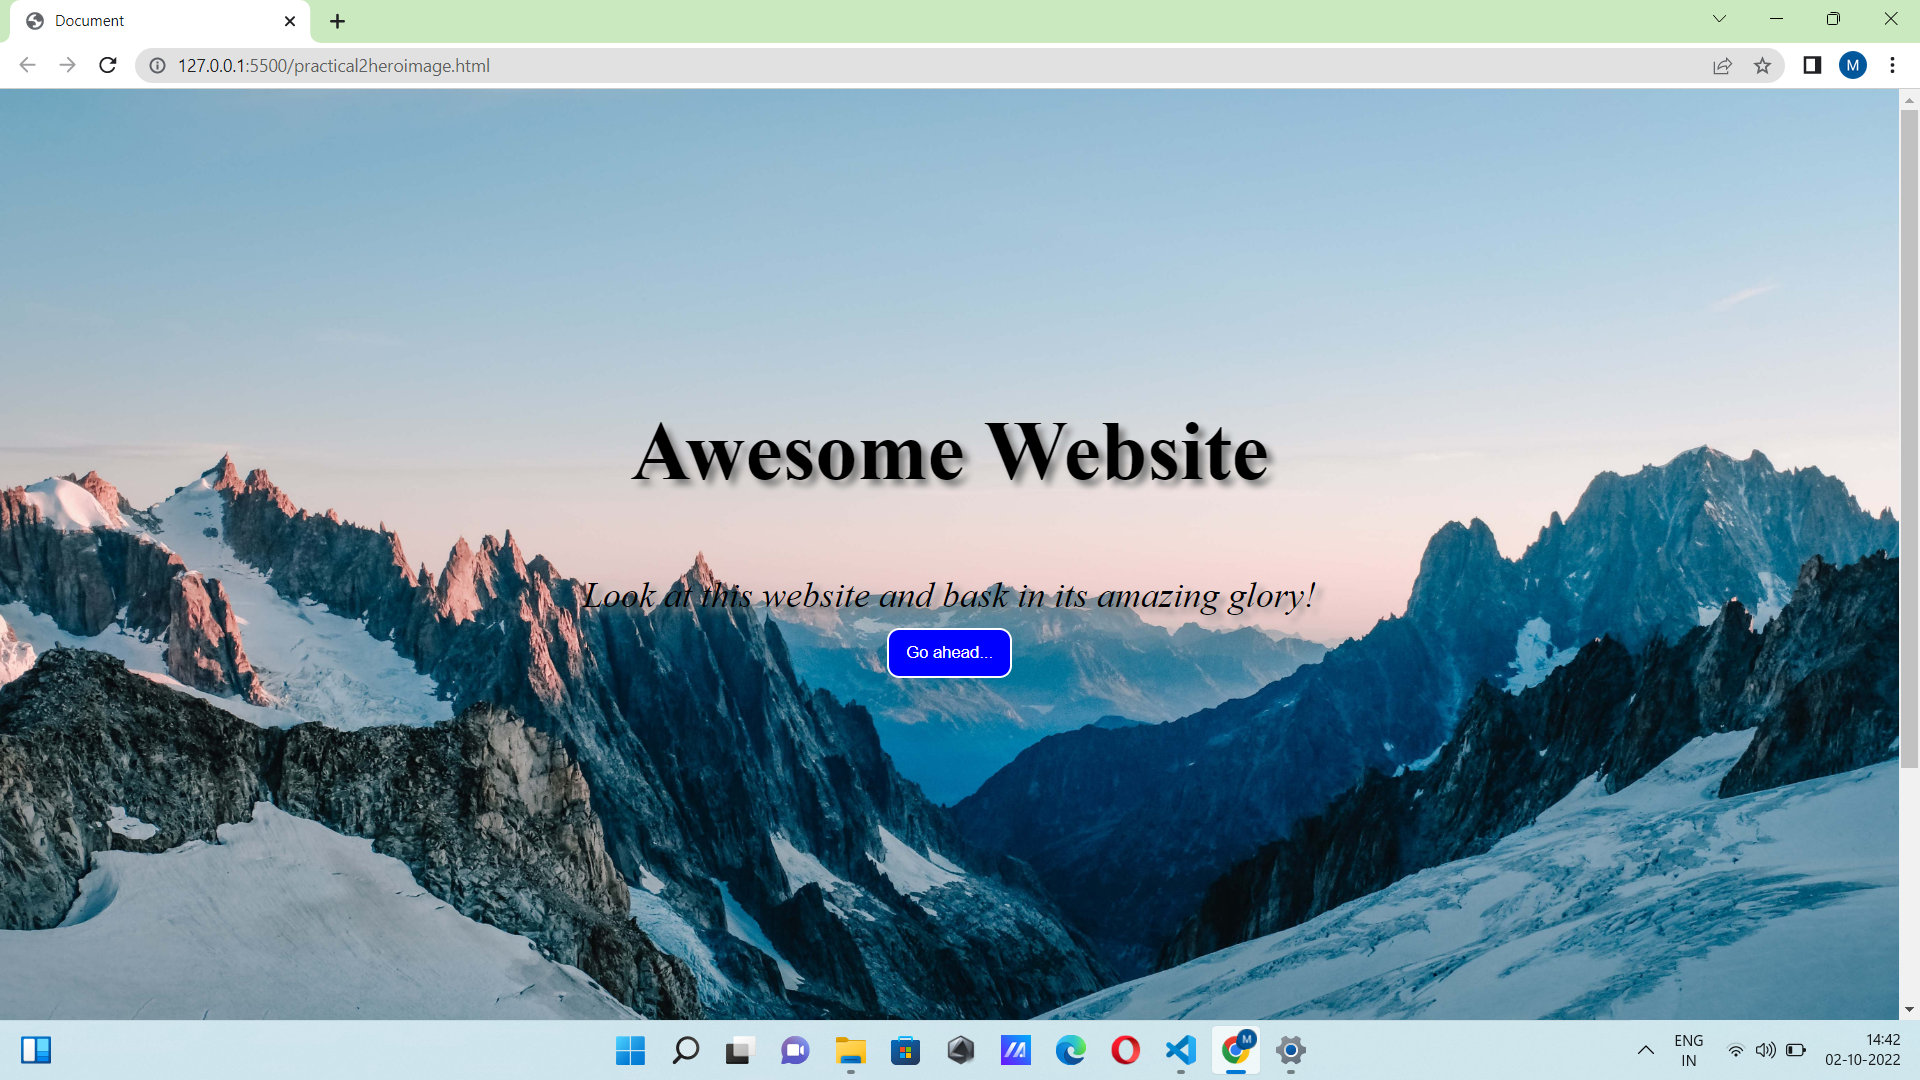 Document
127.0.0.1:5500/practical2heroimage.html
M
Awesome Website
Look at this website and bask in its amazing glory!
Go ahead...
M
ENG
IN
14:42
02-10-2022